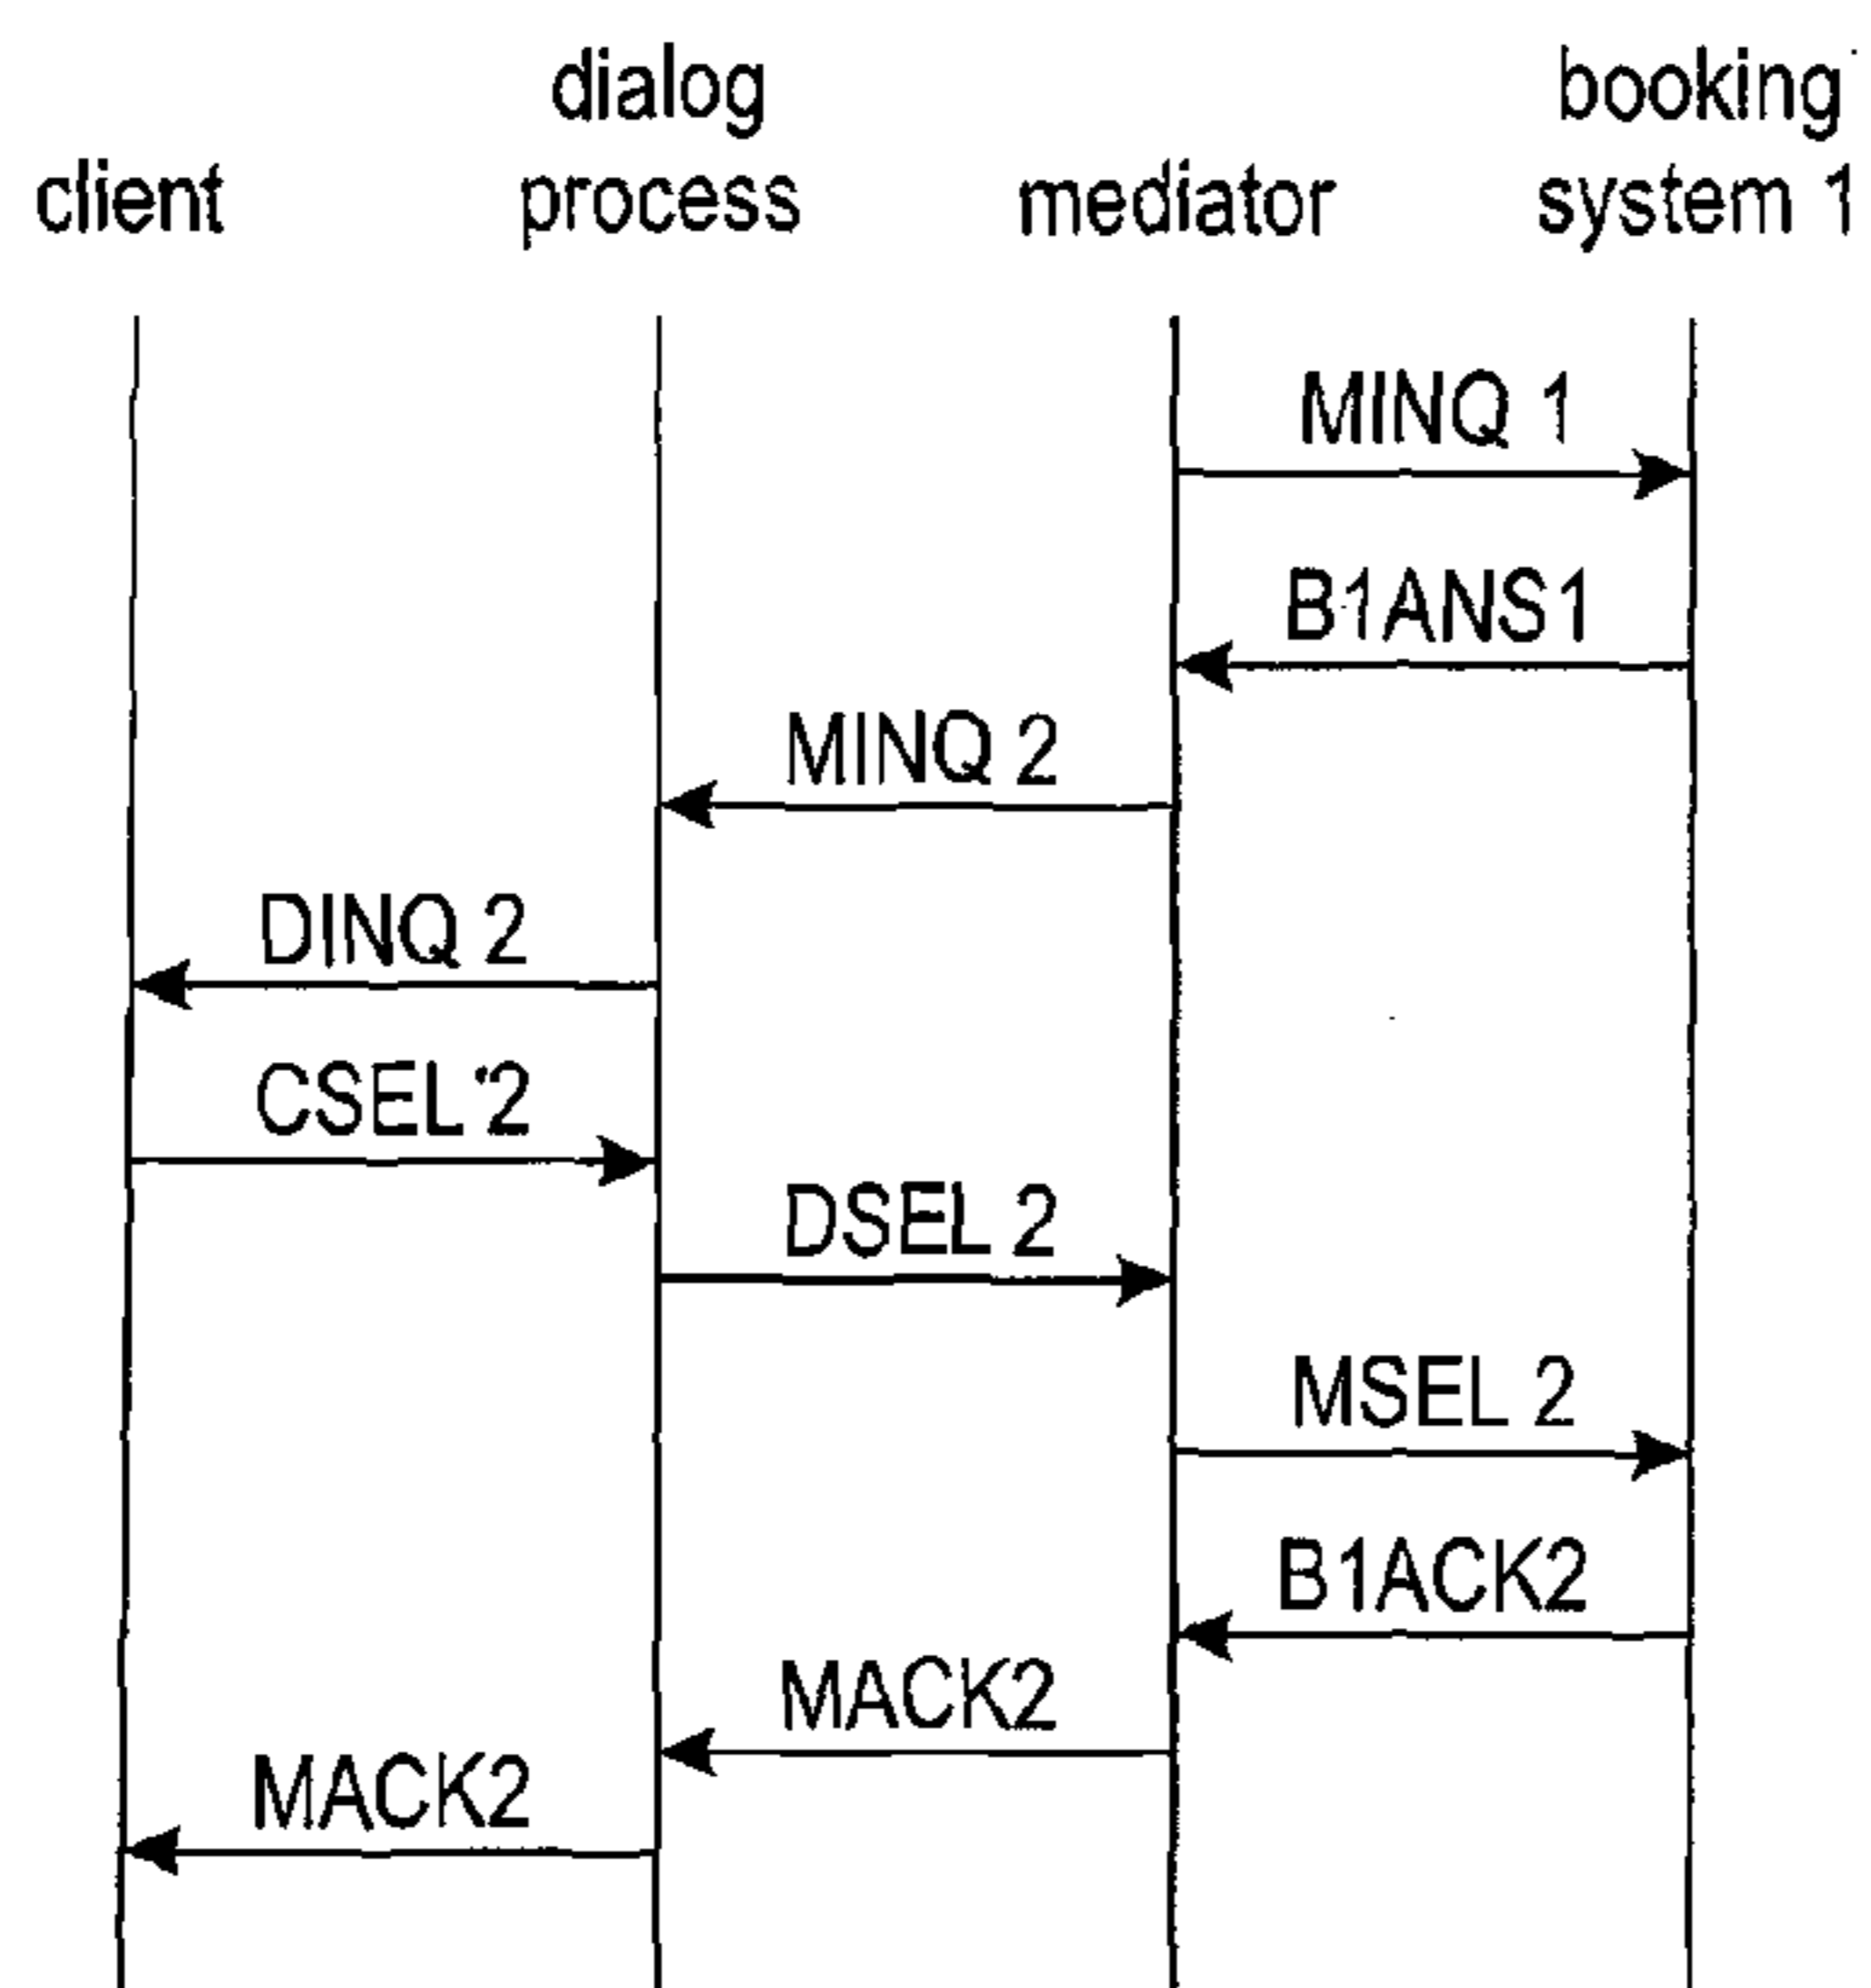 client
dialog
process
mediator
booking
system 1
MINQ 1
B1ANS1
MINQ 2
DINQ 2
CSEL 2
DSEL 2
MSEL 2
B1ACK2
MACK2
MACK2